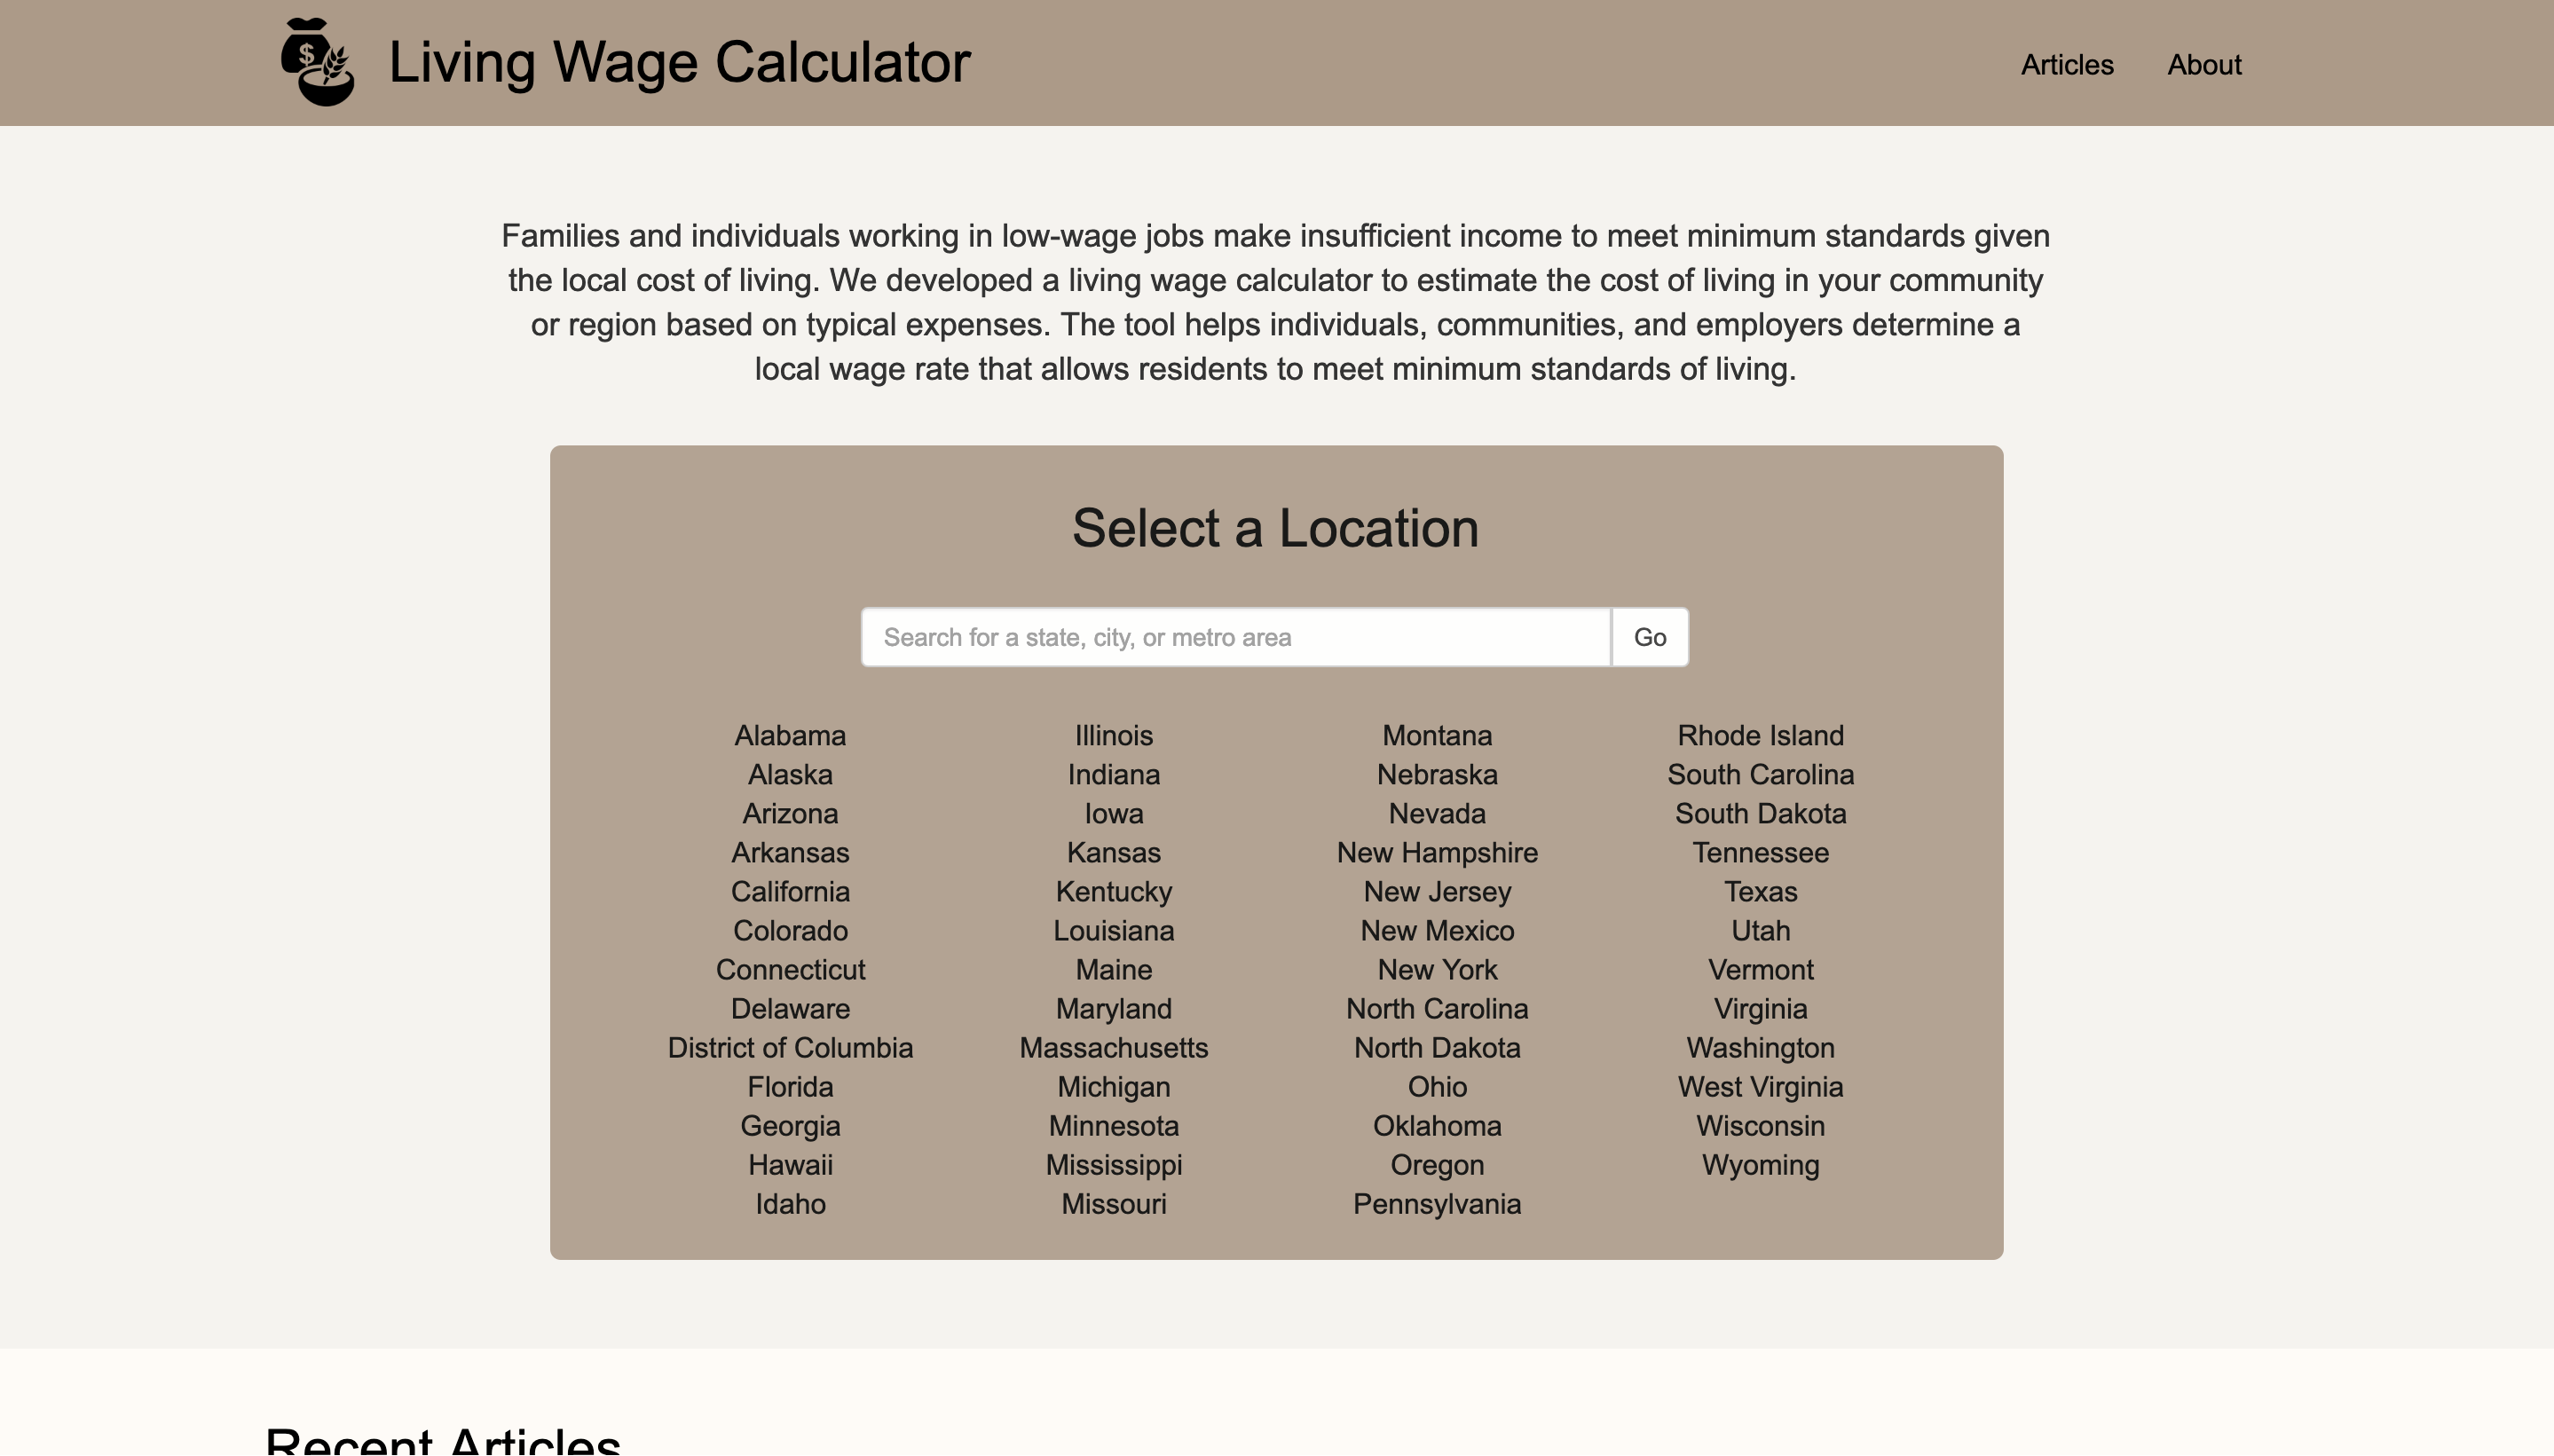 $
Living Wage Calculator
Articles
About
Families and individuals working in low-wage jobs make insufficient income to meet minimum standards given
the local cost of living. We developed a living wage calculator to estimate the cost of living in your community
or region based on typical expenses. The tool helps individuals, communities, and employers determine a
local wage rate that allows residents to meet minimum standards of living.
Select a Location
Search for a state, city, or metro area
Go
Alabama
Alaska
Arizona
Arkansas
California
Colorado
Connecticut
Delaware
District of Columbia
Florida
Georgia
Hawaii
Idaho
Illinois
Indiana
Iowa
Kansas
Kentucky
Louisiana
Maine
Maryland
Massachusetts
Michigan
Minnesota
Mississippi
Missouri
Montana
Nebraska
Nevada
New Hampshire
New Jersey
New Mexico
New York
North Carolina
North Dakota
Ohio
Oklahoma
Oregon
Pennsylvania
Rhode Island
South Carolina
South Dakota
Tennessee
Texas
Utah
Vermont
Virginia
Washington
West Virginia
Wisconsin
Wyoming
Recent Articles